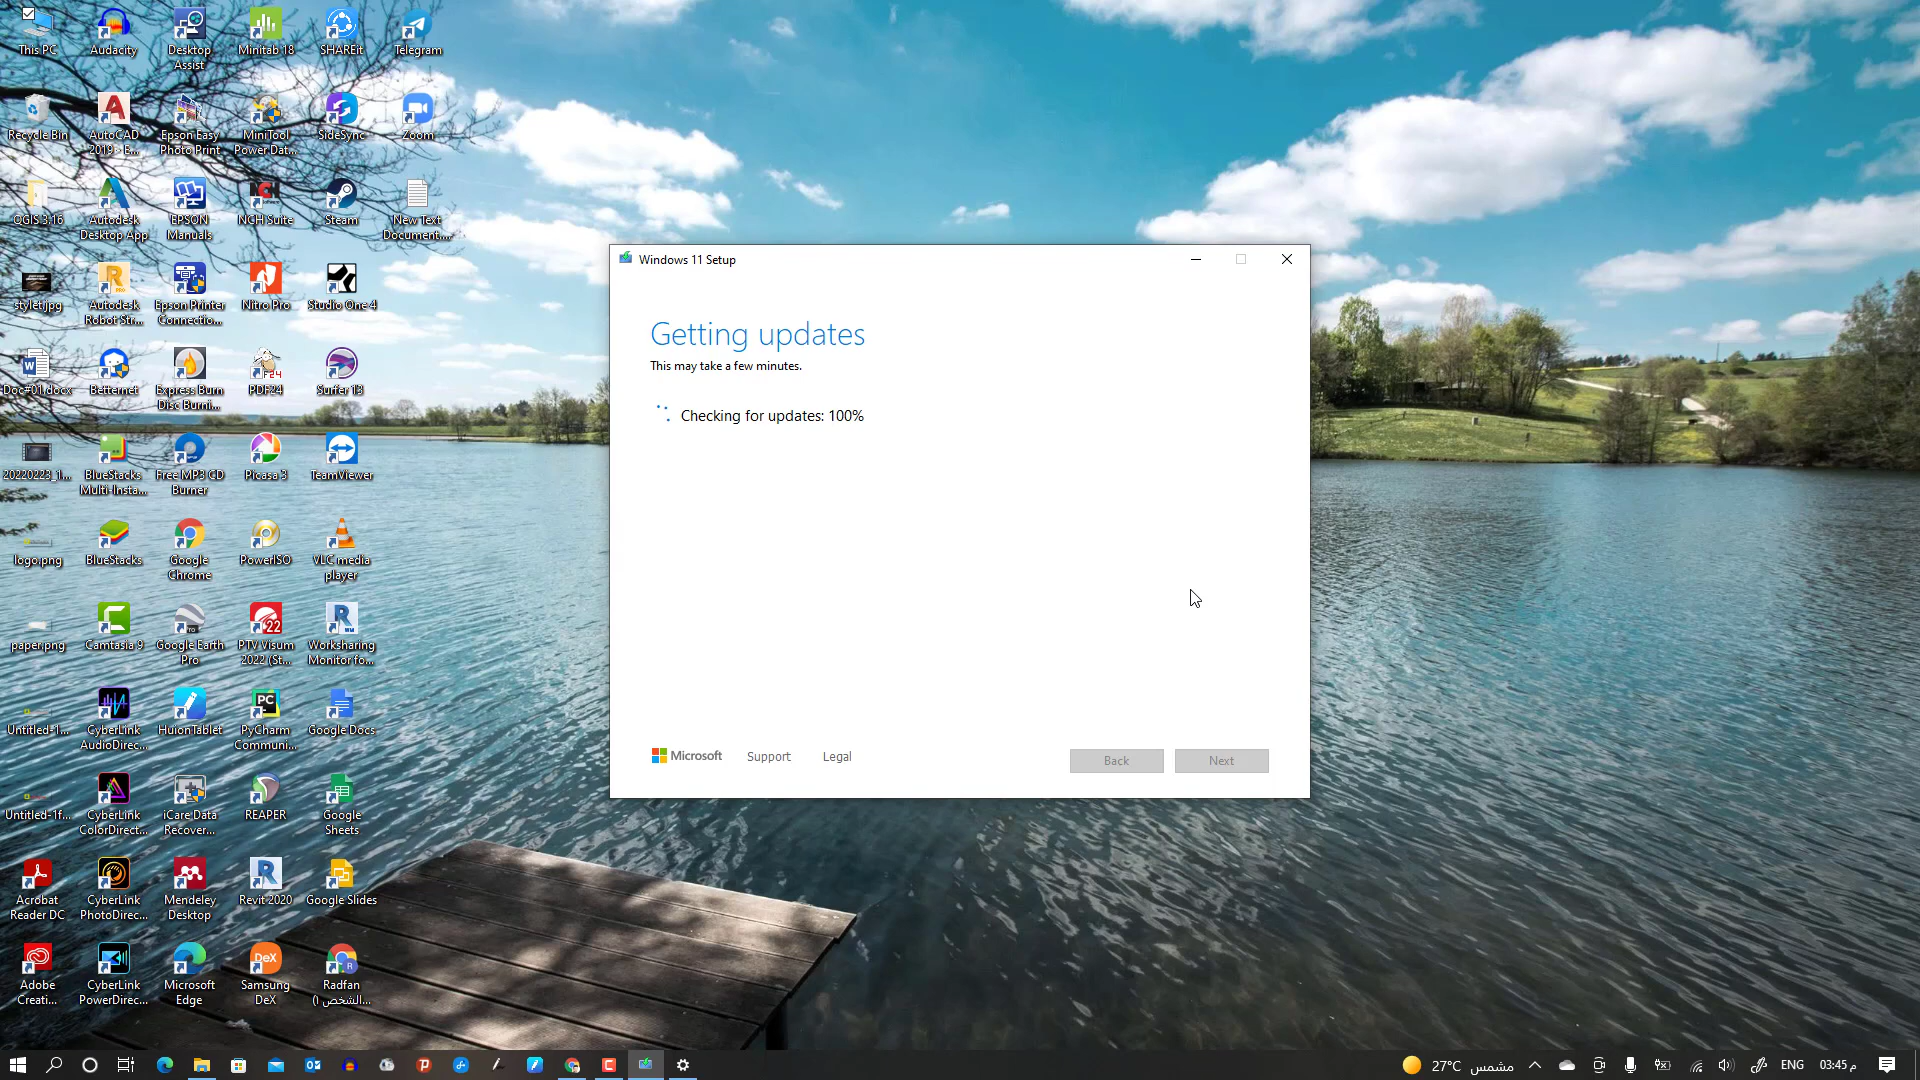 This PC
Audacity
Desktop
Assist
Minitab 18
SHAREit
Telegram
Recycle Bin
AutoCAD
2019 - E...
Epson Easy
Photo Print
MiniTool
Power Dat...
SideSync
Zoom
QGIS 3.16
Autodesk
Desktop App
EPSON
Manuals
NCH Suite
Steam
New Text
Document....
stylet.jpg
Autodesk
Robot Str...
Epson Printer
Connectio...
Nitro Pro
Studio One 4
Doc#01.docx
Betternet
Express Burn
Disc Burni...
PDF24
Surfer 13
20220223_1...
BlueStacks
Multi-Insta...
Free MP3 CD
Burner
Picasa 3
TeamViewer
logo.png
BlueStacks
Google
Chrome
PowerISO
VLC media
player
paper.png
Camtasia 9
Google Earth
Pro
PTV Visum
2022 (St...
Worksharing
Monitor fo...
Untitled-1...
CyberLink
AudioDirec...
HuionTablet
PyCharm
Communi...
Google Docs
Untitled-1f...
CyberLink
ColorDirect...
iCare Data
Recover...
REAPER
Google
Sheets
Acrobat
Reader DC
CyberLink
PhotoDirec...
Mendeley
Desktop
Revit 2020
Google Slides
Adobe
Creati...
CyberLink
PowerDirec...
Microsoft
Edge
Samsung
DeX
Radfan
(الشخص 1...
Windows 11 Setup
Getting updates
This may take a few minutes.
Checking for updates: 100%
Microsoft
Support
Legal
Back
Next
27°C مشمس
ENG
03:45 م